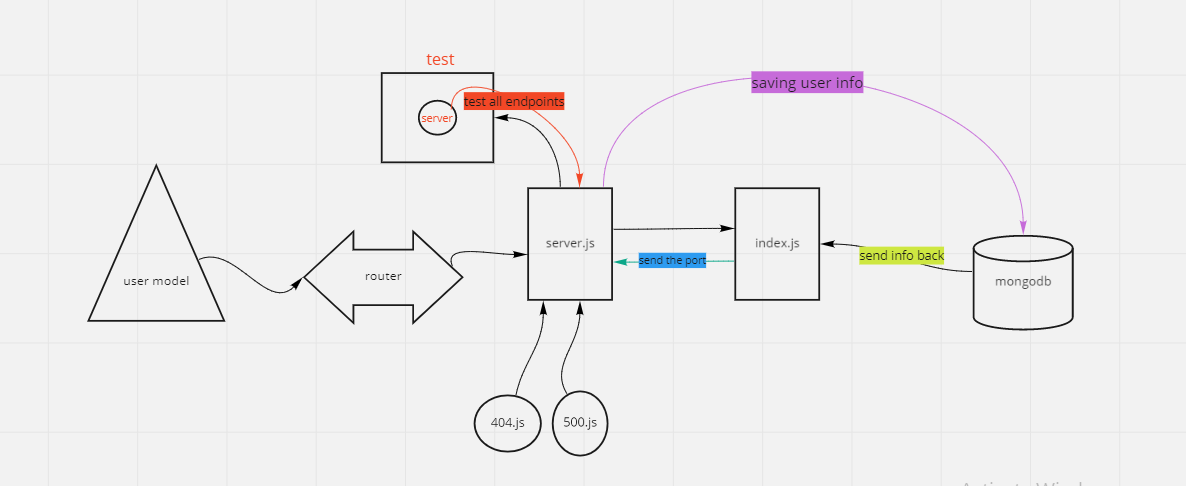 test
saving user info
test all endpoints
server
server.js
index.js
send info back
send the port
router
user model
mongodb
404.js
500.js